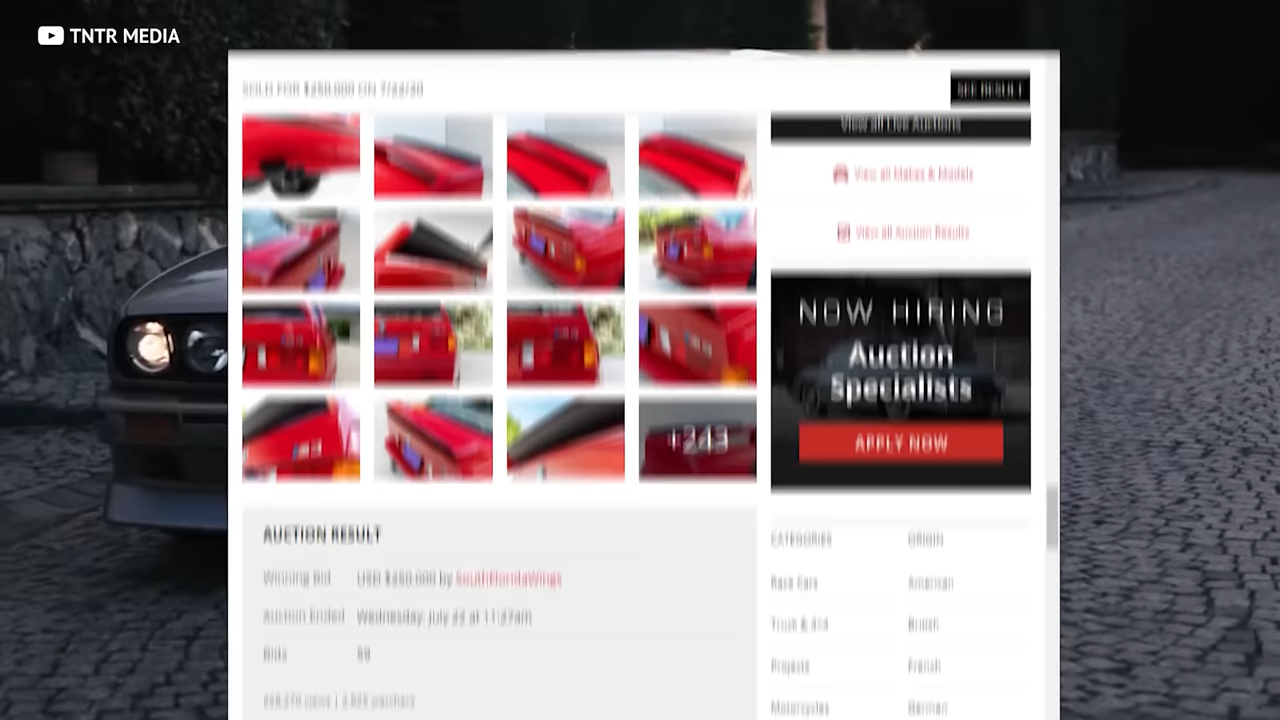 TNTR MEDIA
SOLD FOR $250,000 ON 7/22/20
SEE RESULT
View all Live Auctions
View all Makes & Models
View all Auction Results
NOW HIRING
Auction
Specialists
APPLY NOW
+243
AUCTION RESULT
Winning Bid USD $250,000 by SouthFloridaWings
Auction Ended Wednesday, July 22 at 11:27am
Bids 59
CATEGORIES ORIGIN
Race Cars American
Truck & 4x4 British
Projects French
Motorcycles German